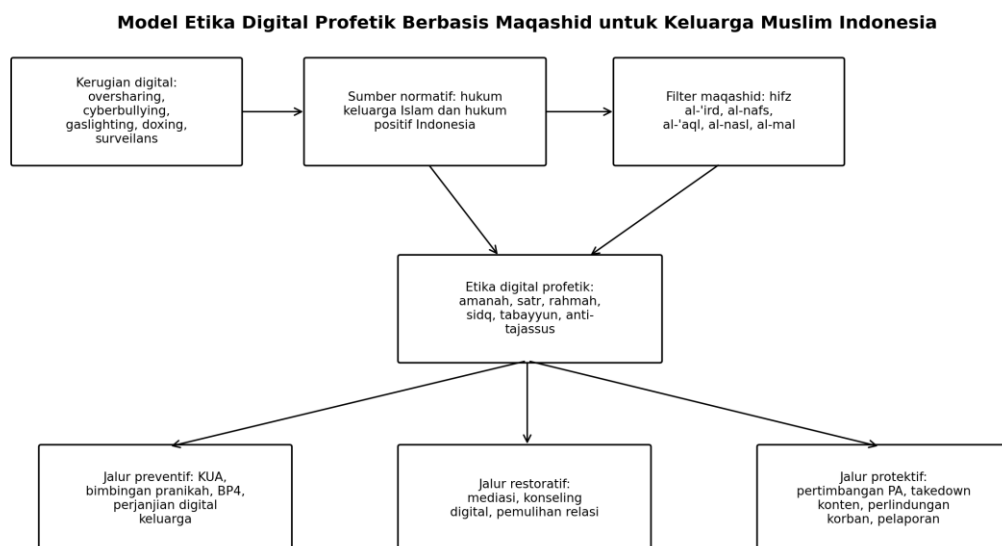 Model Etika Digital Profetik Berbasis Maqashid untuk Keluarga Muslim Indonesia
Kerugian digital:
oversharing,
cyberbullying,
gaslighting, doxing,
surveilans
Sumber normatif: hukum
keluarga Islam dan hukum
positif Indonesia
Filter maqashid: hifz
al-'ird, al-nafs,
al-'aql, al-nasl, al-mal
Etika digital profetik:
amanah, satr, rahmah,
sidq, tabayyun, anti-
tajassus
Jalur preventif: KUA,
bimbingan pranikah, BP4,
perjanjian digital
keluarga
Jalur restoratif:
mediasi, konseling
digital, pemulihan relasi
Jalur protektif:
pertimbangan PA, takedown
konten, perlindungan
korban, pelaporan